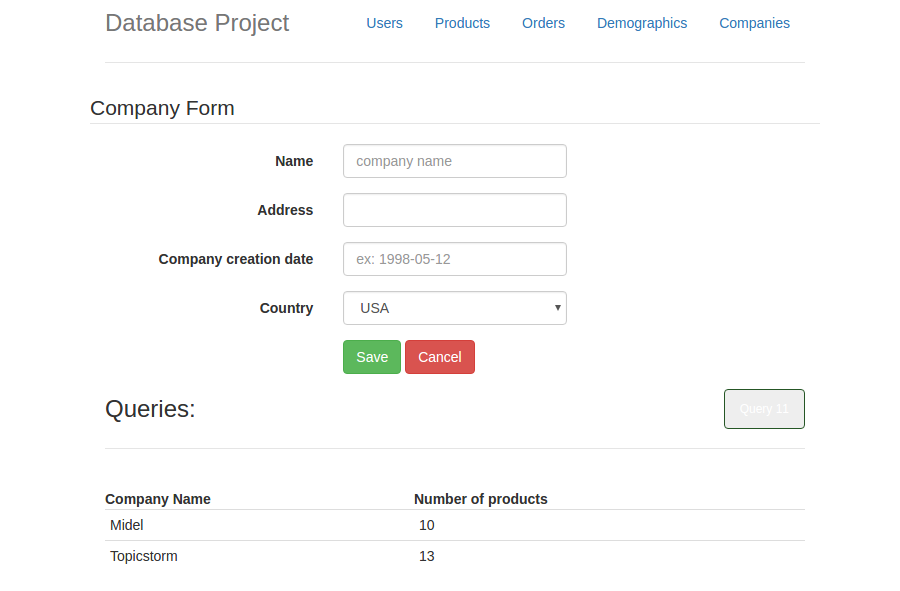 Database Project Users Products Orders Demographics Companies
Company Form
Name company name
Address
Company creation date ex: 1998-05-12
Country USA
Save Cancel
Queries: Query 11
Company Name Number of products
Midel 10
Topicstorm 13